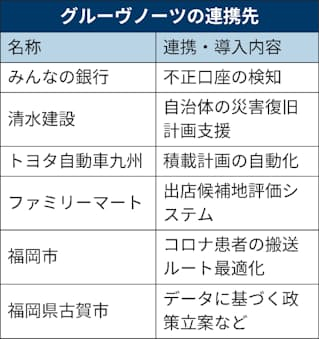 グルーヴノーツの連携先
名称
連携・導入内容
みんなの銀行
不正口座の検知
清水建設
自治体の災害復旧
計画支援
トヨタ自動車九州
積載計画の自動化
ファミリーマート
出店候補地評価シ
ステム
福岡市
コロナ患者の搬送
ルート最適化
福岡県古賀市
データに基づく政
策立案など